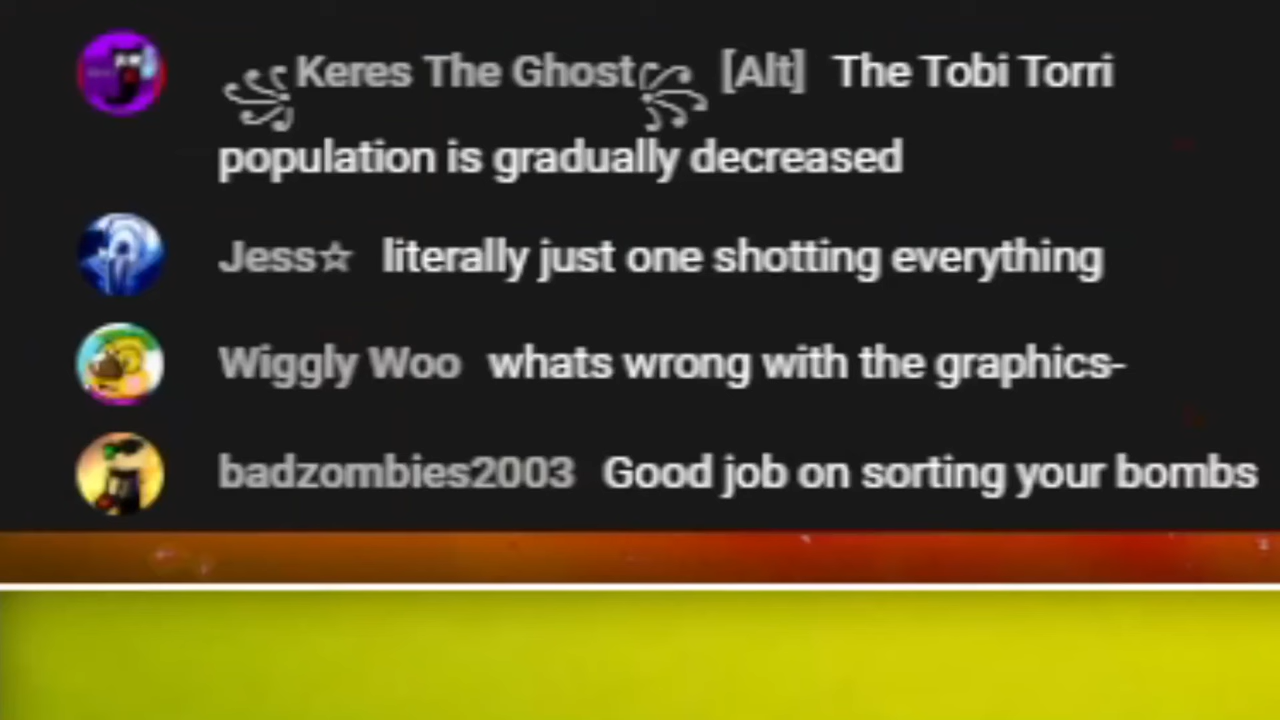 ꧁Keres The Ghost꧂ [Alt] The Tobi Torri
population is gradually decreased
Jess☆ literally just one shotting everything
Wiggly Woo whats wrong with the graphics-
badzombies2003 Good job on sorting your bombs